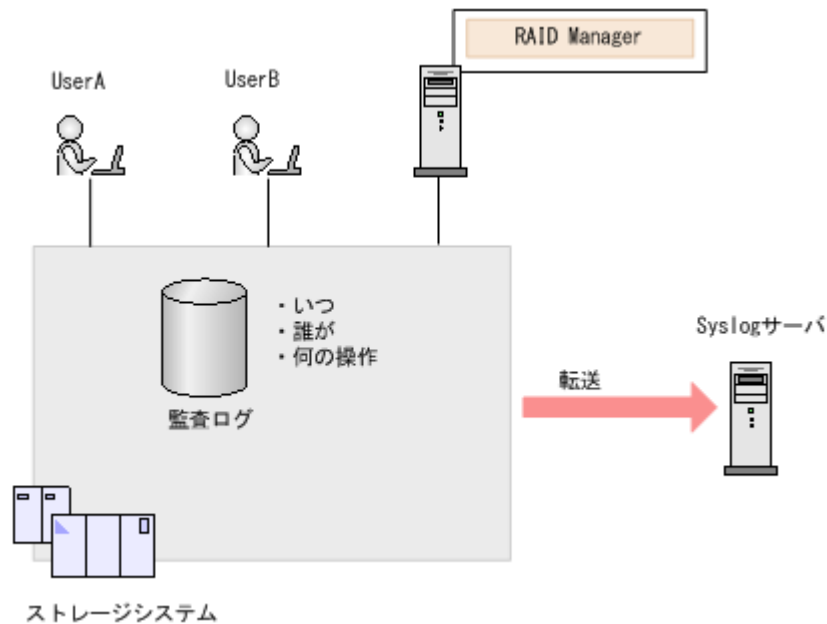 RAID Manager
UserA
UserB
・いつ
・誰が
・何の操作
監査ログ
Syslogサーバ
転送
ストレージシステム